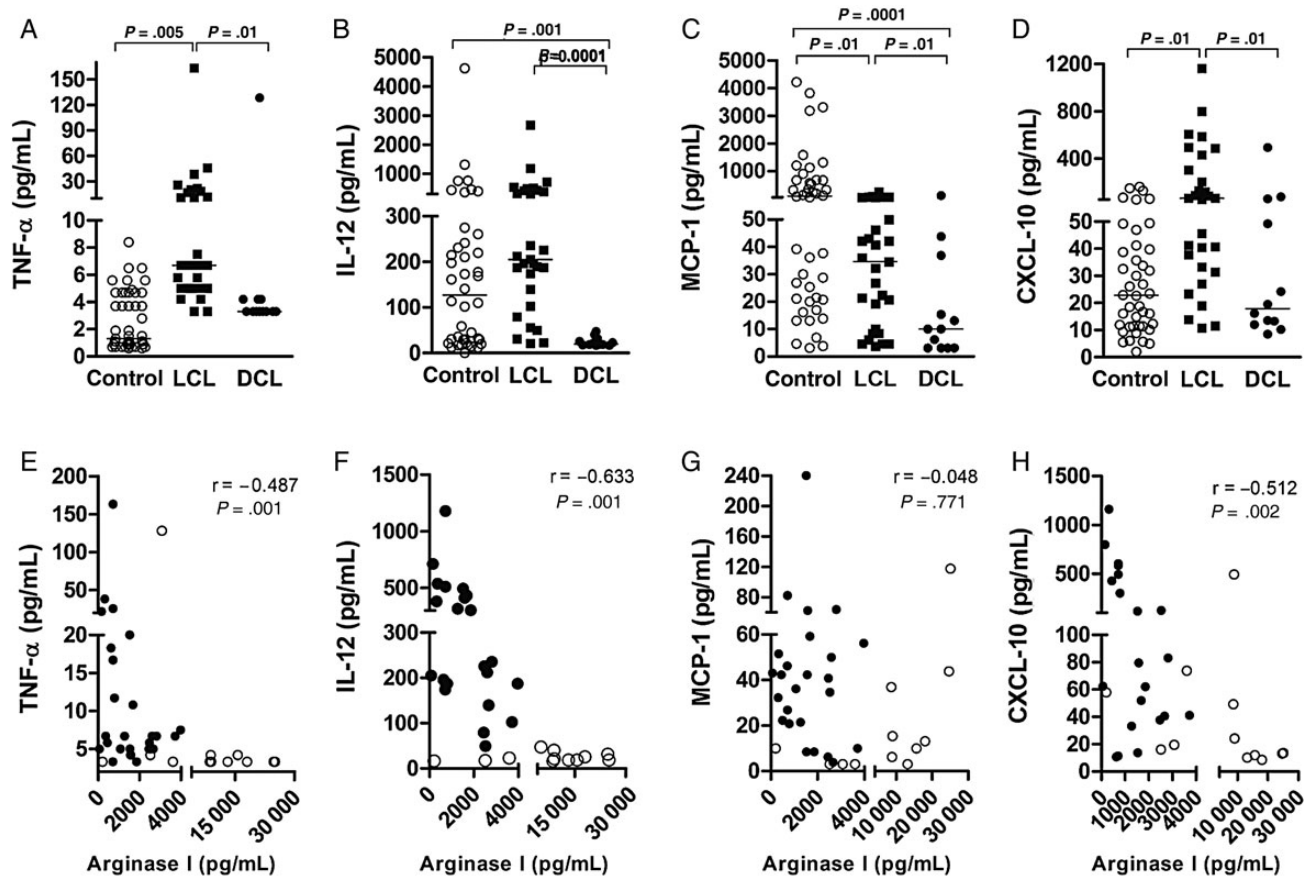 A
P = .005
P = .01
TNF-α (pg/mL)
150
120
90
60
30
8
6
4
2
0
Control
LCL
DCL
B
P = .001
IL-12 (pg/mL)
5000
4000
3000
2000
1000
200
100
0
Control
LCL
DCL
C
P = .0001
P = .01
P = .01
MCP-1 (pg/mL)
5000
4000
3000
2000
1000
50
40
30
20
10
0
Control
LCL
DCL
D
P = .01
P = .01
CXCL-10 (pg/mL)
1200
800
400
50
40
30
20
10
0
Control
LCL
DCL
E
r = −0.487
P = .001
TNF-α (pg/mL)
200
150
100
50
20
15
10
5
0
2000
4000
15 000
30 000
Arginase I (pg/mL)
F
r = −0.633
P = .001
IL-12 (pg/mL)
1500
1000
500
300
200
100
0
0
2000
4000
15 000
30 000
Arginase I (pg/mL)
G
r = −0.048
P = .771
MCP-1 (pg/mL)
240
200
160
120
80
60
40
20
0
0
2000
4000
10 000
20 000
30 000
Arginase I (pg/mL)
H
r = −0.512
P = .002
CXCL-10 (pg/mL)
1500
1000
500
100
80
60
40
20
0
0
1000
2000
3000
4000
10 000
20 000
30 000
Arginase I (pg/mL)